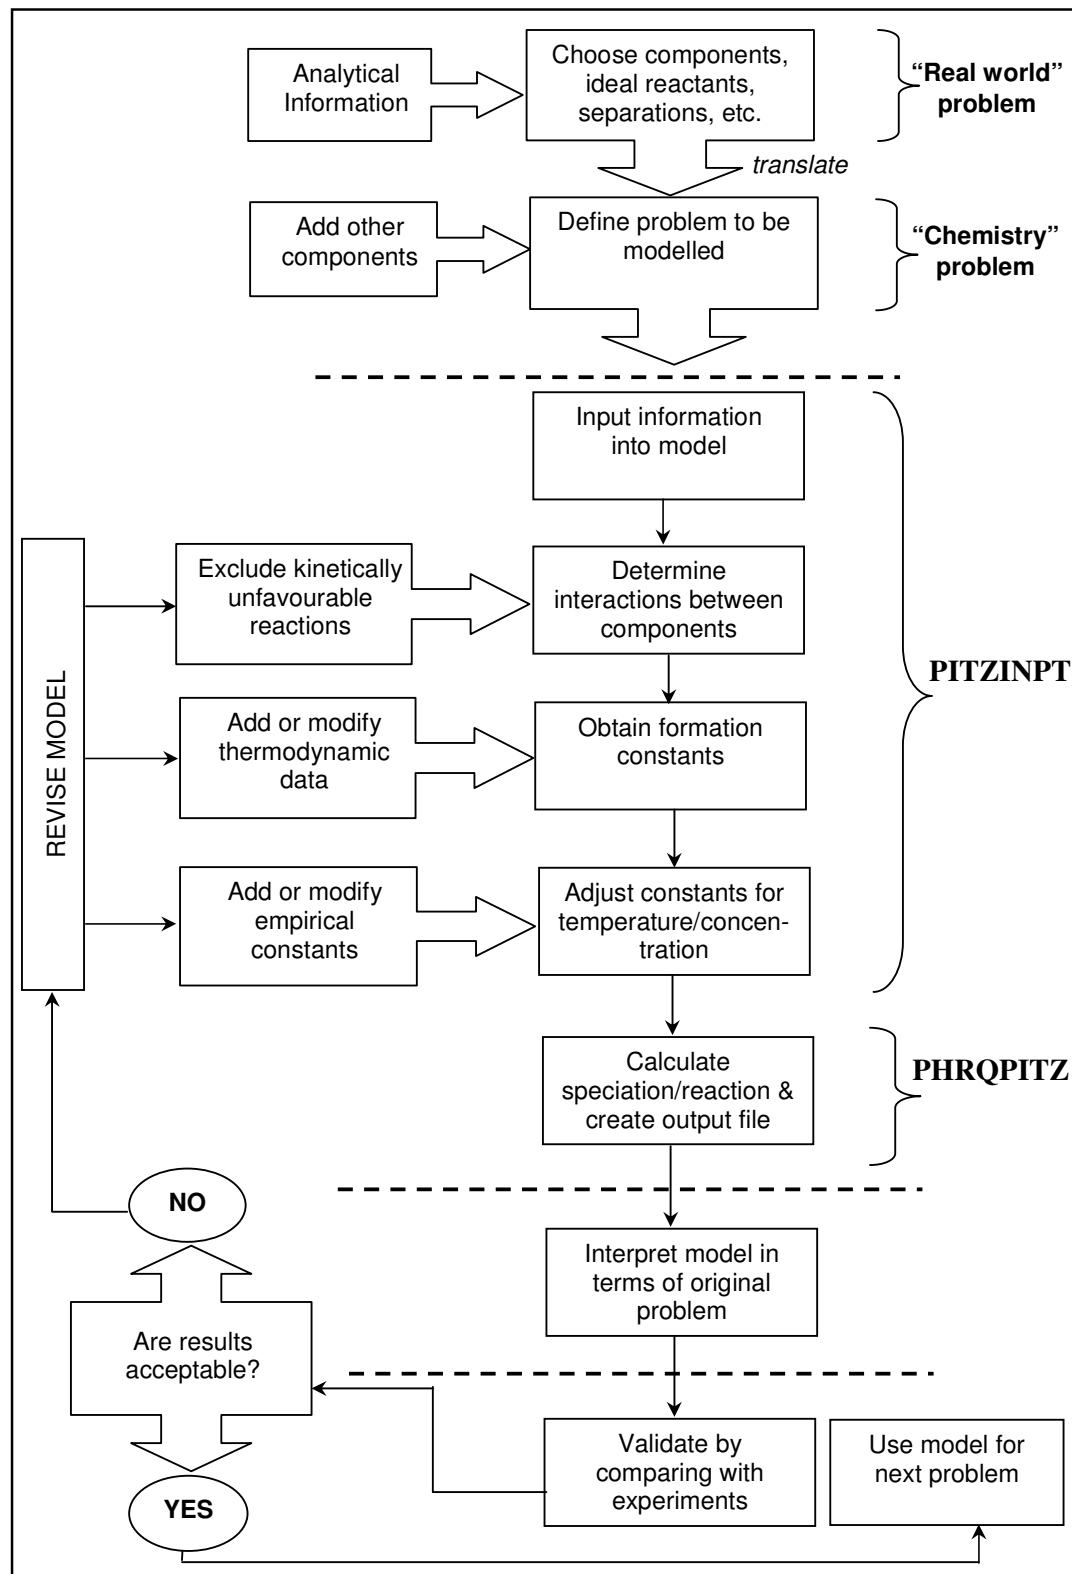 Analytical
Information
Choose components,
ideal reactants,
separations, etc.
“Real world”
problem
translate
Add other
components
Define problem to be
modelled
“Chemistry”
problem
Input information
into model
Exclude kinetically
unfavourable
reactions
Determine
interactions between
components
PITZINPT
REVISE MODEL
Add or modify
thermodynamic
data
Obtain formation
constants
Add or modify
empirical
constants
Adjust constants for
temperature/concen-
tration
Calculate
speciation/reaction &
create output file
PHRQPITZ
NO
Interpret model in
terms of original
problem
Are results
acceptable?
Validate by
comparing with
experiments
Use model for
next problem
YES